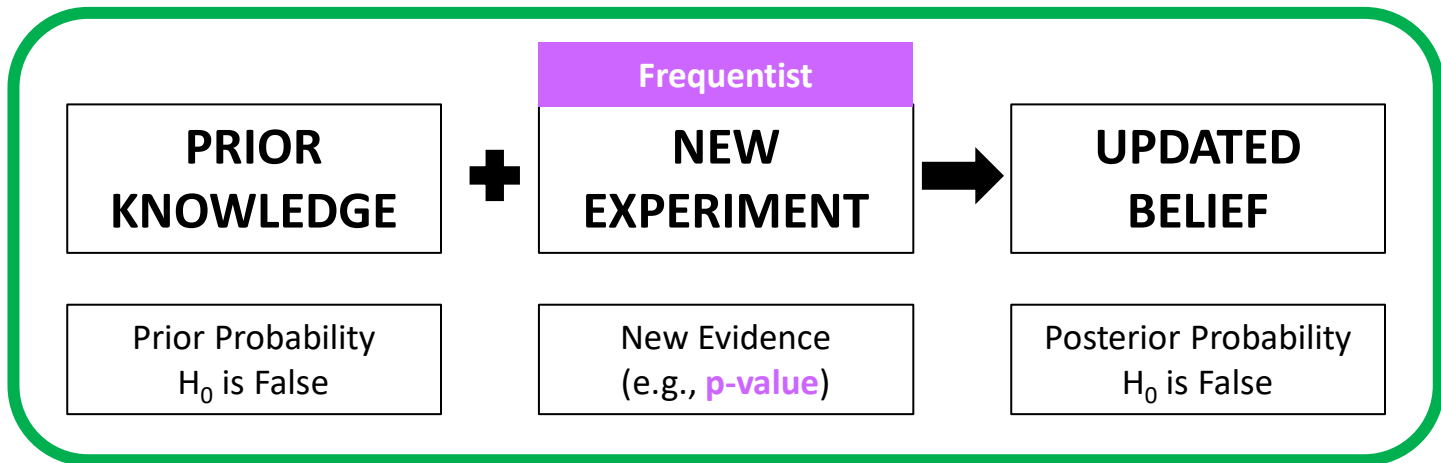 Frequentist
PRIOR
KNOWLEDGE
NEW
EXPERIMENT
UPDATED
BELIEF
Prior Probability
H₀ is False
New Evidence
(e.g., p-value)
Posterior Probability
H₀ is False